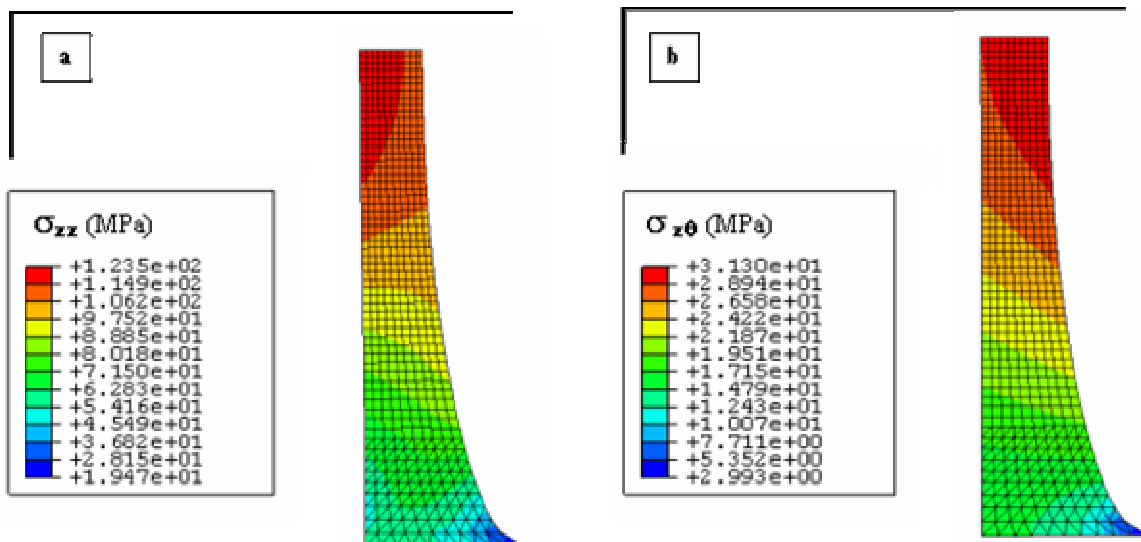 a
σzz (MPa)
+1.235e+02
+1.149e+02
+1.062e+02
+9.752e+01
+8.885e+01
+8.018e+01
+7.150e+01
+6.283e+01
+5.416e+01
+4.549e+01
+3.682e+01
+2.815e+01
+1.947e+01
b
σzθ (MPa)
+3.130e+01
+2.894e+01
+2.658e+01
+2.422e+01
+2.187e+01
+1.951e+01
+1.715e+01
+1.479e+01
+1.243e+01
+1.007e+01
+7.711e+00
+5.352e+00
+2.993e+00